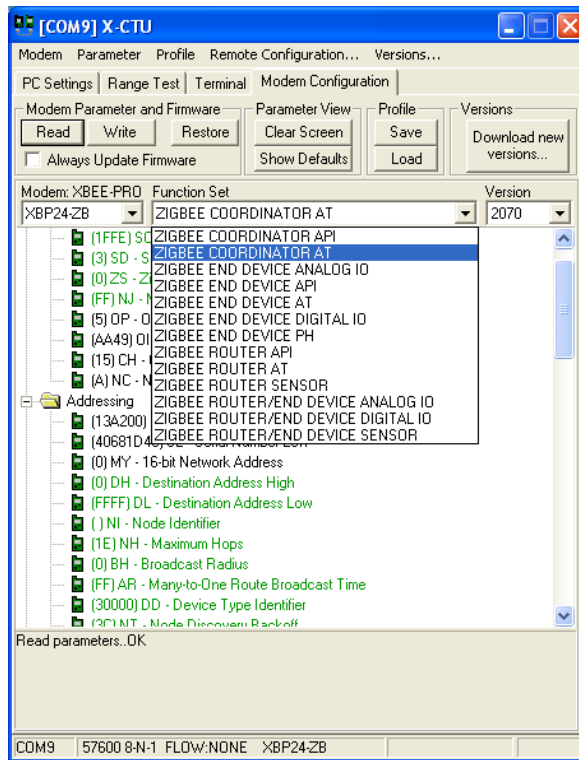 [COM9] X-CTU
Modem Parameter Profile Remote Configuration... Versions...
PC Settings Range Test Terminal Modem Configuration
Modem Parameter and Firmware Parameter View Profile Versions
Read Write Restore Clear Screen Save Download new versions...
Always Update Firmware Show Defaults Load
Modem: XBEE-PRO Function Set Version
XBP24-ZB ZIGBEE COORDINATOR AT 2070
ZIGBEE COORDINATOR API
ZIGBEE COORDINATOR AT
ZIGBEE END DEVICE ANALOG IO
ZIGBEE END DEVICE API
ZIGBEE END DEVICE AT
ZIGBEE END DEVICE DIGITAL IO
ZIGBEE END DEVICE PH
ZIGBEE ROUTER API
ZIGBEE ROUTER AT
ZIGBEE ROUTER SENSOR
ZIGBEE ROUTER/END DEVICE ANALOG IO
ZIGBEE ROUTER/END DEVICE DIGITAL IO
ZIGBEE ROUTER/END DEVICE SENSOR
(1FFE) SC
(3) SD - S
(0) ZS - Zi
(FF) NJ -
(5) OP - O
(AA49) OI
(15) CH -
(A) NC - N
Addressing
(13A200)
(40681D4
(0) MY - 16-bit Network Address
(0) DH - Destination Address High
(FFFF) DL - Destination Address Low
( ) NI - Node Identifier
(1E) NH - Maximum Hops
(0) BH - Broadcast Radius
(FF) AR - Many-to-One Route Broadcast Time
(30000) DD - Device Type Identifier
(3C) NT - Node Discovery Backoff
Read parameters..OK
COM9 57600 8-N-1 FLOW:NONE XBP24-ZB